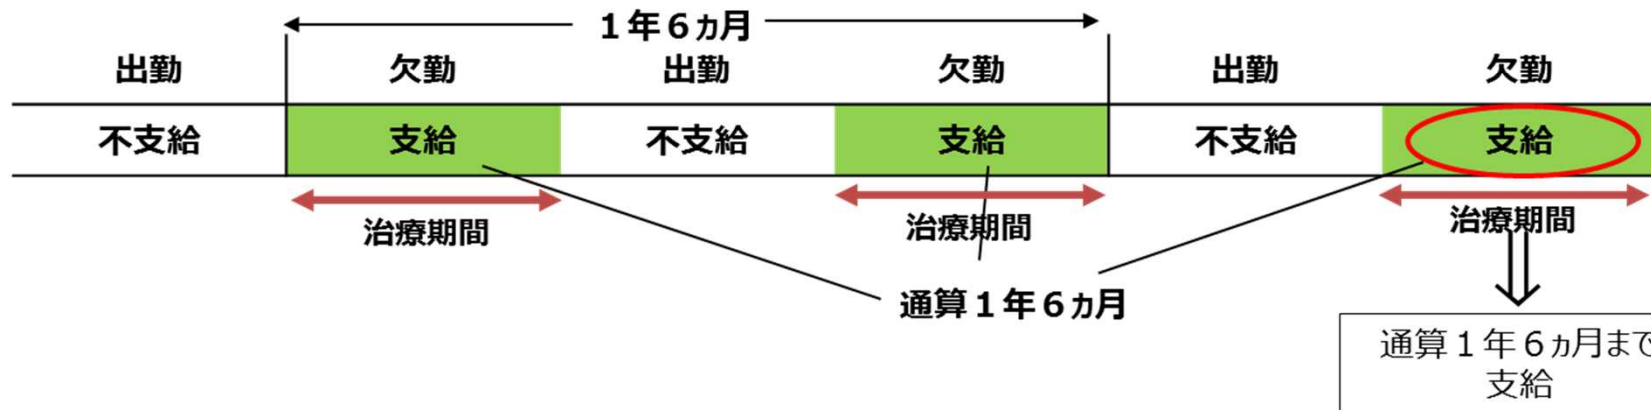 １年６ヵ月
出勤 欠勤 出勤 欠勤 出勤 欠勤
不支給 支給 不支給 支給 不支給 支給
治療期間 治療期間 治療期間
通算１年６ヵ月
通算１年６ヵ月まで
支給